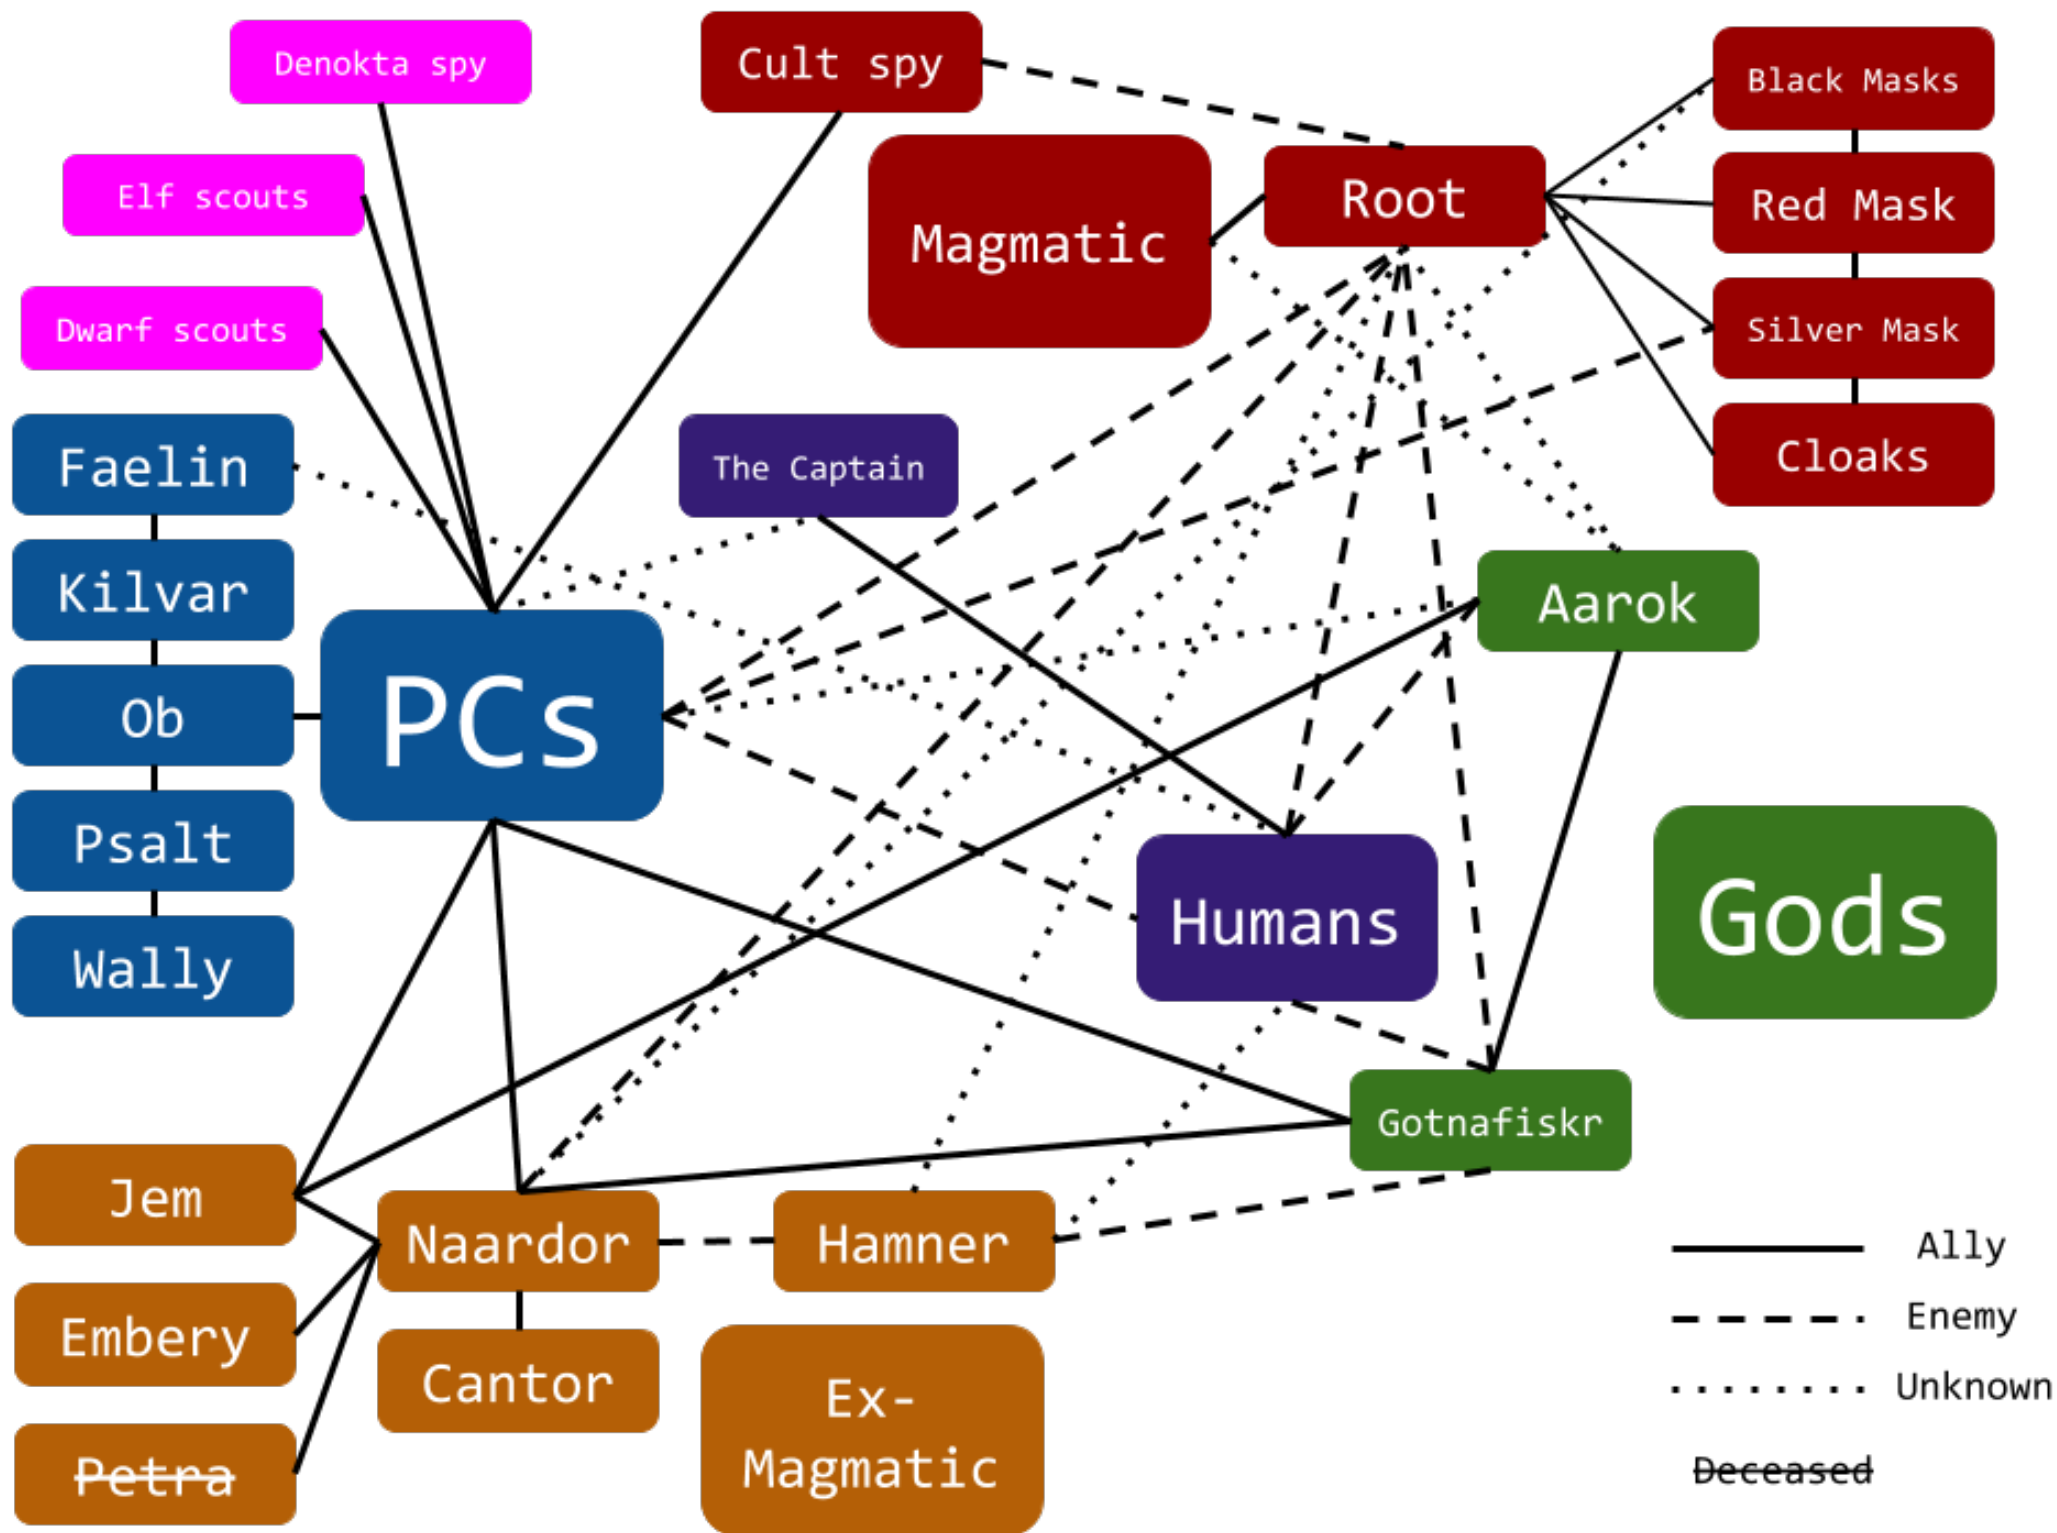 Denokta spy
Cult spy
Black Masks
Elf scouts
Magmatic
Root
Red Mask
Dwarf scouts
Silver Mask
Faelin
The Captain
Cloaks
Kilvar
Aarok
Ob
PCs
Psalt
Humans
Gods
Wally
Gotnafiskr
Jem
Naardor
Hamner
Ally
Embery
Enemy
Cantor
Ex-
Magmatic
Unknown
Petra
Deceased